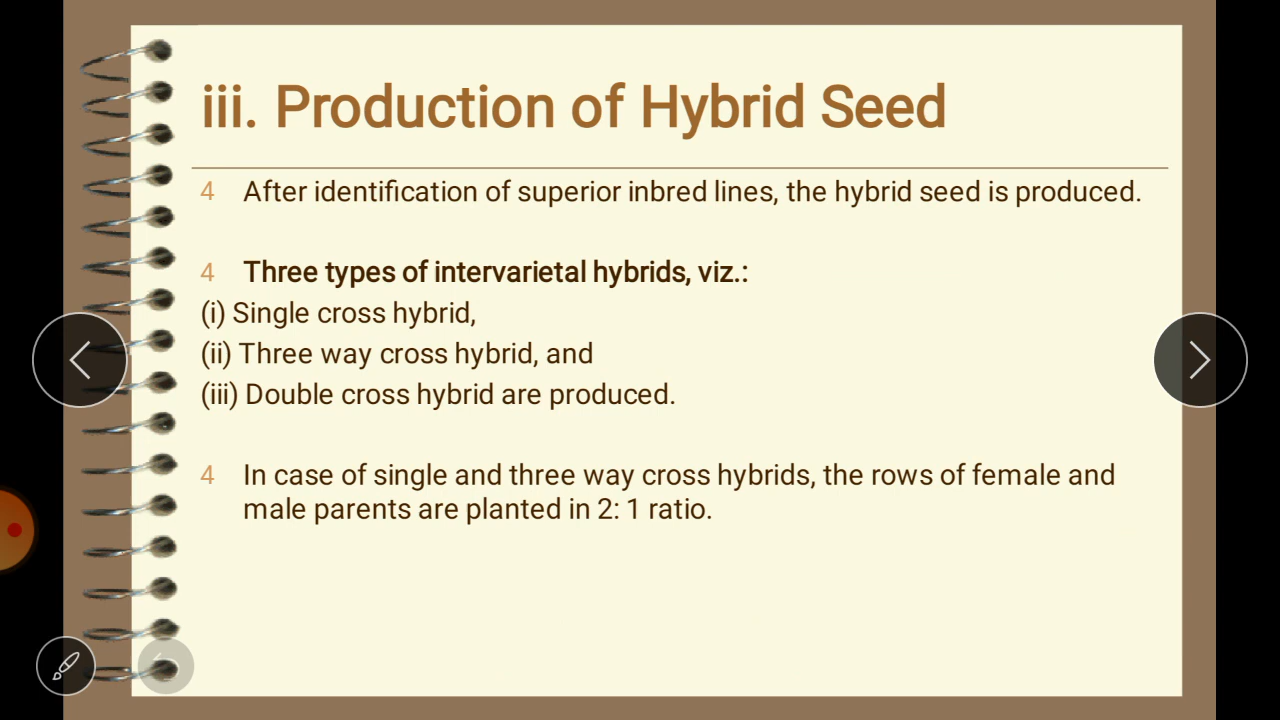 iii. Production of Hybrid Seed
4 After identification of superior inbred lines, the hybrid seed is produced.
4 Three types of intervarietal hybrids, viz.:
(i) Single cross hybrid,
(ii) Three way cross hybrid, and
(iii) Double cross hybrid are produced.
4 In case of single and three way cross hybrids, the rows of female and
male parents are planted in 2: 1 ratio.